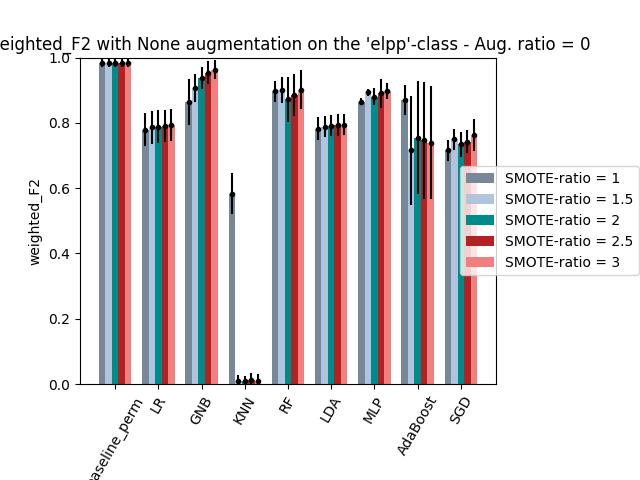 eighted_F2 with None augmentation on the 'elpp'-class - Aug. ratio = 0
1.0
0.8
0.6
0.4
0.2
0.0
weighted_F2
SMOTE-ratio = 1
SMOTE-ratio = 1.5
SMOTE-ratio = 2
SMOTE-ratio = 2.5
SMOTE-ratio = 3
aseline_perm
LR
GNB
KNN
RF
LDA
MLP
AdaBoost
SGD